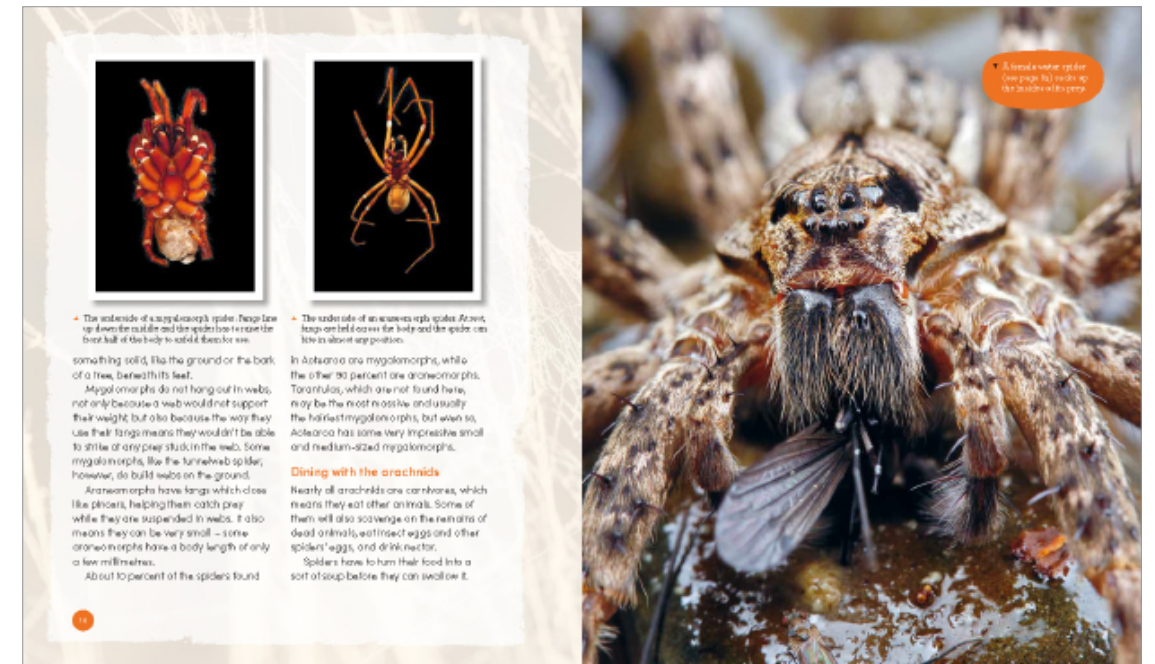 The underside of a mygalomorph spider. Fangs line
up down the middle and the spider has to raise the
front half of the body to unfold them for use.
something solid, like the ground or the bark
of a tree, beneath its feet.
Mygalomorphs do not hang out in webs,
not only because a web would not support
their weight, but also because the way they
use their fangs means they wouldn't be able
to strike at any prey stuck in the web. Some
mygalomorphs, like the tunnelweb spider,
however, do build webs on the ground.
Araneomorphs have fangs which close
like pincers, helping them catch prey
while they are suspended in webs. It also
means they can be very small – some
araneomorphs have a body length of only
a few millimetres.
About 10 percent of the spiders found
The underside of an araneomorph spider. At rest,
fangs are held across the body and the spider can
bite in almost any position.
in Aotearoa are mygalomorphs, while
the other 90 percent are araneomorphs.
Tarantulas, which are not found here,
may be the most massive and usually
the hairiest mygalomorphs, but even so,
Aotearoa has some very impressive small
and medium-sized mygalomorphs.
Dining with the arachnids
Nearly all arachnids are carnivores, which
means they eat other animals. Some of
them will also scavenge on the remains of
dead animals, eat insect eggs and other
spiders' eggs, and drink nectar.
Spiders have to turn their food into a
sort of soup before they can swallow it.
A female water spider
(see page) sucks up
the insides of its prey.